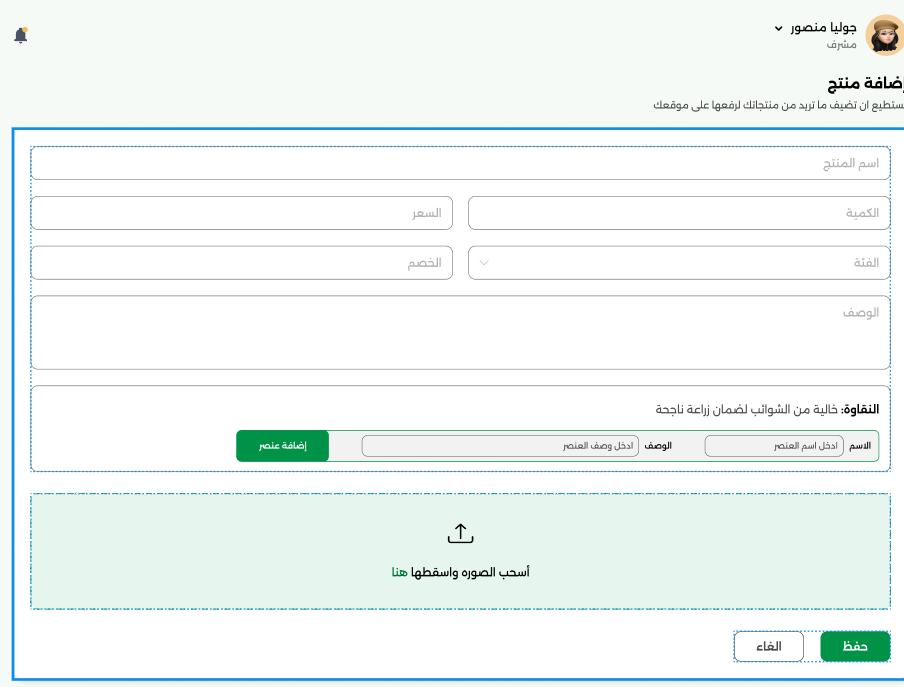 جوليا منصور
مشرف
إضافة منتج
تستطيع ان تضيف ما تريد من منتجاتك لرفعها على موقعك
اسم المنتج
الكمية
السعر
الفئة
الخصم
الوصف
النقاوة: خالية من الشوائب لضمان زراعة ناجحة
الاسم ادخل اسم العنصر الوصف ادخل وصف العنصر إضافة عنصر
أسحب الصوره واسقطها هنا
حفظ
الغاء